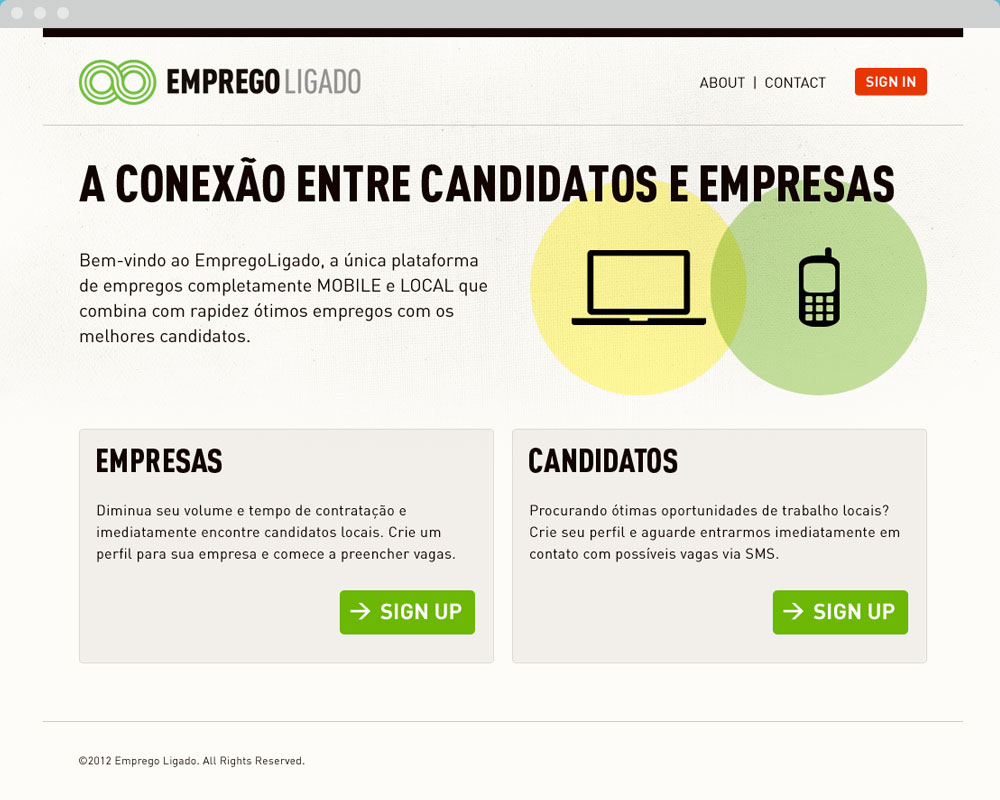 EMPREGO LIGADO
ABOUT | CONTACT
SIGN IN
A CONEXÃO ENTRE CANDIDATOS E EMPRESAS
Bem-vindo ao EmpregoLigado, a única plataforma
de empregos completamente MOBILE e LOCAL que
combina com rapidez ótimos empregos com os
melhores candidatos.
EMPRESAS
Diminua seu volume e tempo de contratação e
imediatamente encontre candidatos locais. Crie um
perfil para sua empresa e comece a preencher vagas.
→ SIGN UP
CANDIDATOS
Procurando ótimas oportunidades de trabalho locais?
Crie seu perfil e aguarde entrarmos imediatamente em
contato com possíveis vagas via SMS.
→ SIGN UP
©2012 Emprego Ligado. All Rights Reserved.